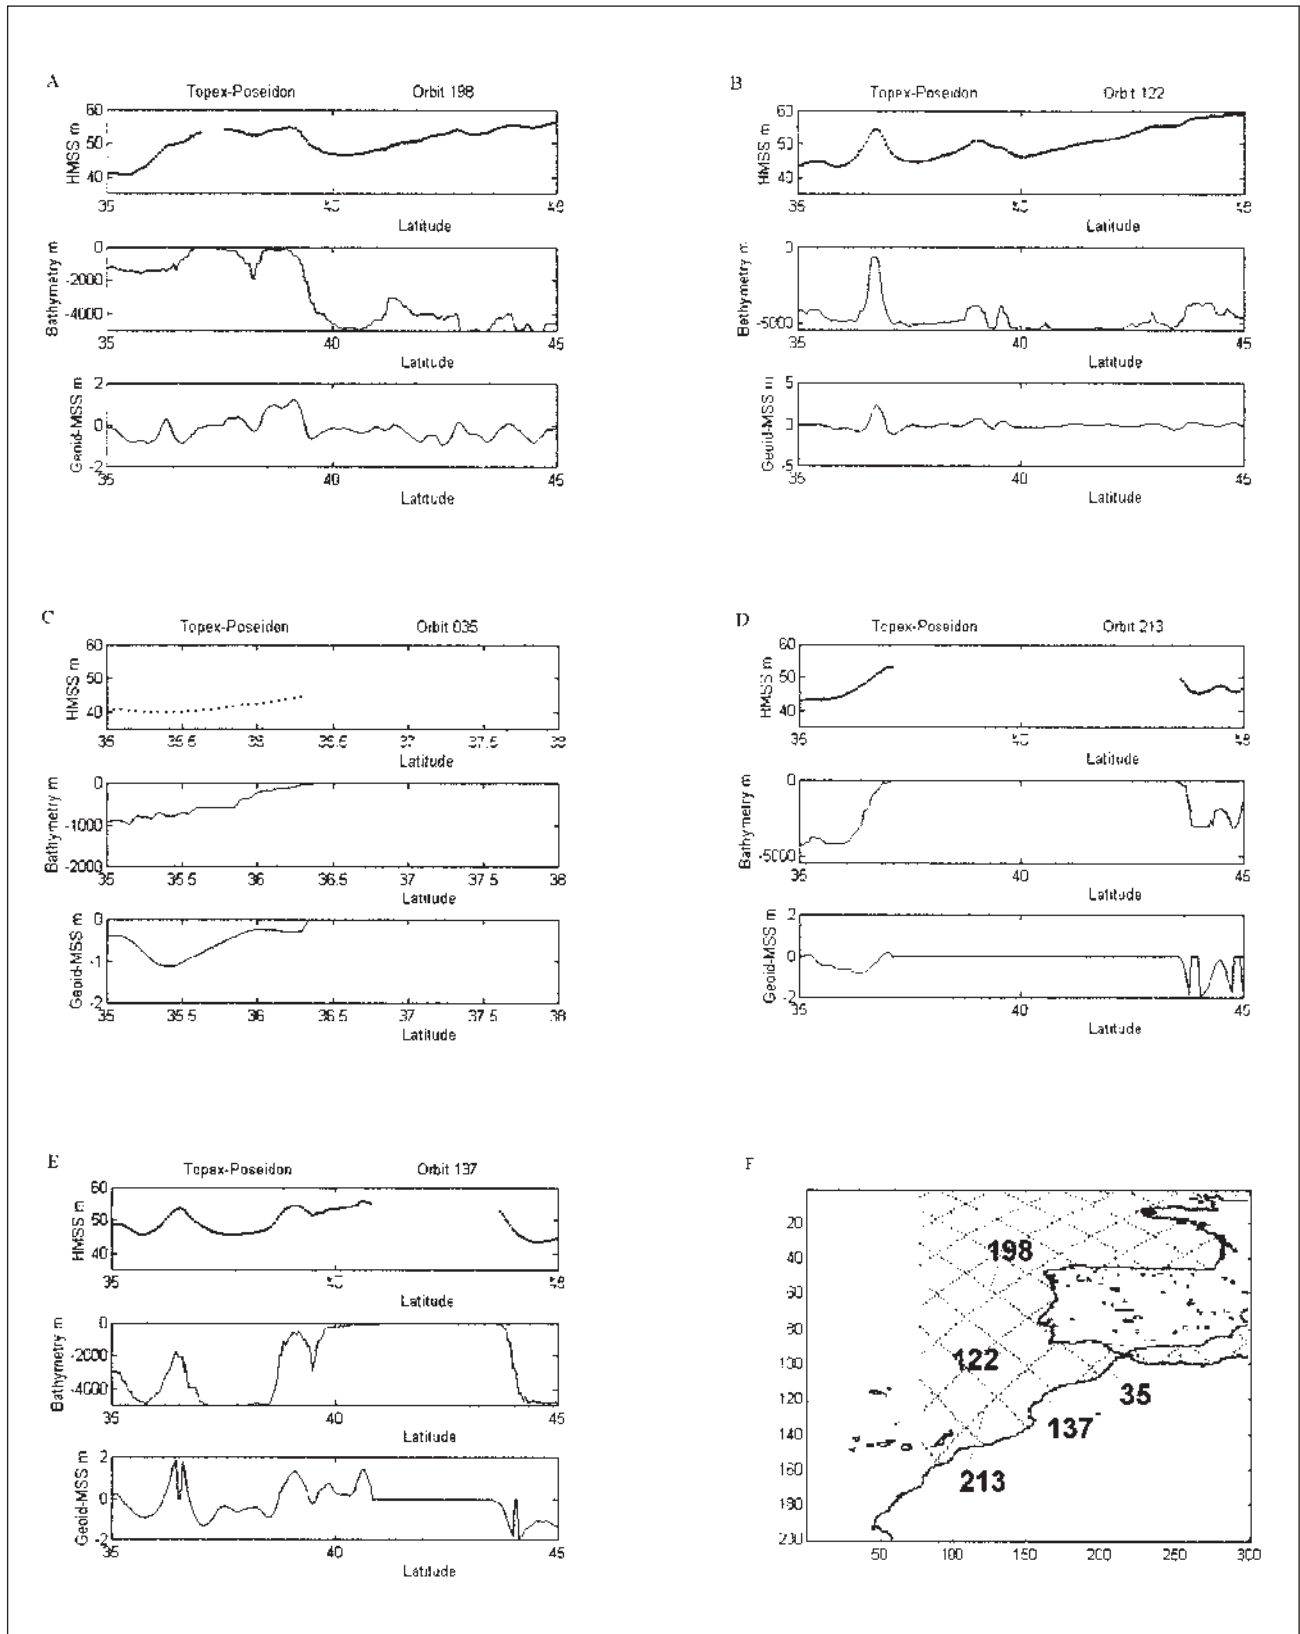 A
Topex-Poseidon Orbit 198
HMSS m
60
50
40
35 40 45
Latitude
Bathymetry m
0
-2000
-4000
35 40 45
Latitude
Geoid-MSS m
2
0
-2
35 40 45
Latitude
B
Topex-Poseidon Orbit 122
HMSS m
60
50
40
35 40 45
Latitude
Bathymetry m
0
-5000
35 40 45
Latitude
Geoid-MSS m
5
0
-5
35 40 45
Latitude
C
Topex-Poseidon Orbit 035
HMSS m
60
50
40
35 35.5 36 36.5 37 37.5 38
Latitude
Bathymetry m
0
-1000
-2000
35 35.5 36 36.5 37 37.5 38
Latitude
Geoid-MSS m
0
-1
-2
35 35.5 36 36.5 37 37.5 38
Latitude
D
Topex-Poseidon Orbit 213
HMSS m
60
50
40
35 40 45
Latitude
Bathymetry m
0
-5000
35 40 45
Latitude
Geoid-MSS m
2
0
-2
35 40 45
Latitude
E
Topex-Poseidon Orbit 137
HMSS m
60
50
40
35 40 45
Latitude
Bathymetry m
0
-2000
-4000
35 40 45
Latitude
Geoid-MSS m
2
0
-2
35 40 45
Latitude
F
20
40
60
80
100
120
140
160
180
200
198
122
35
137
213
50 100 150 200 250 300